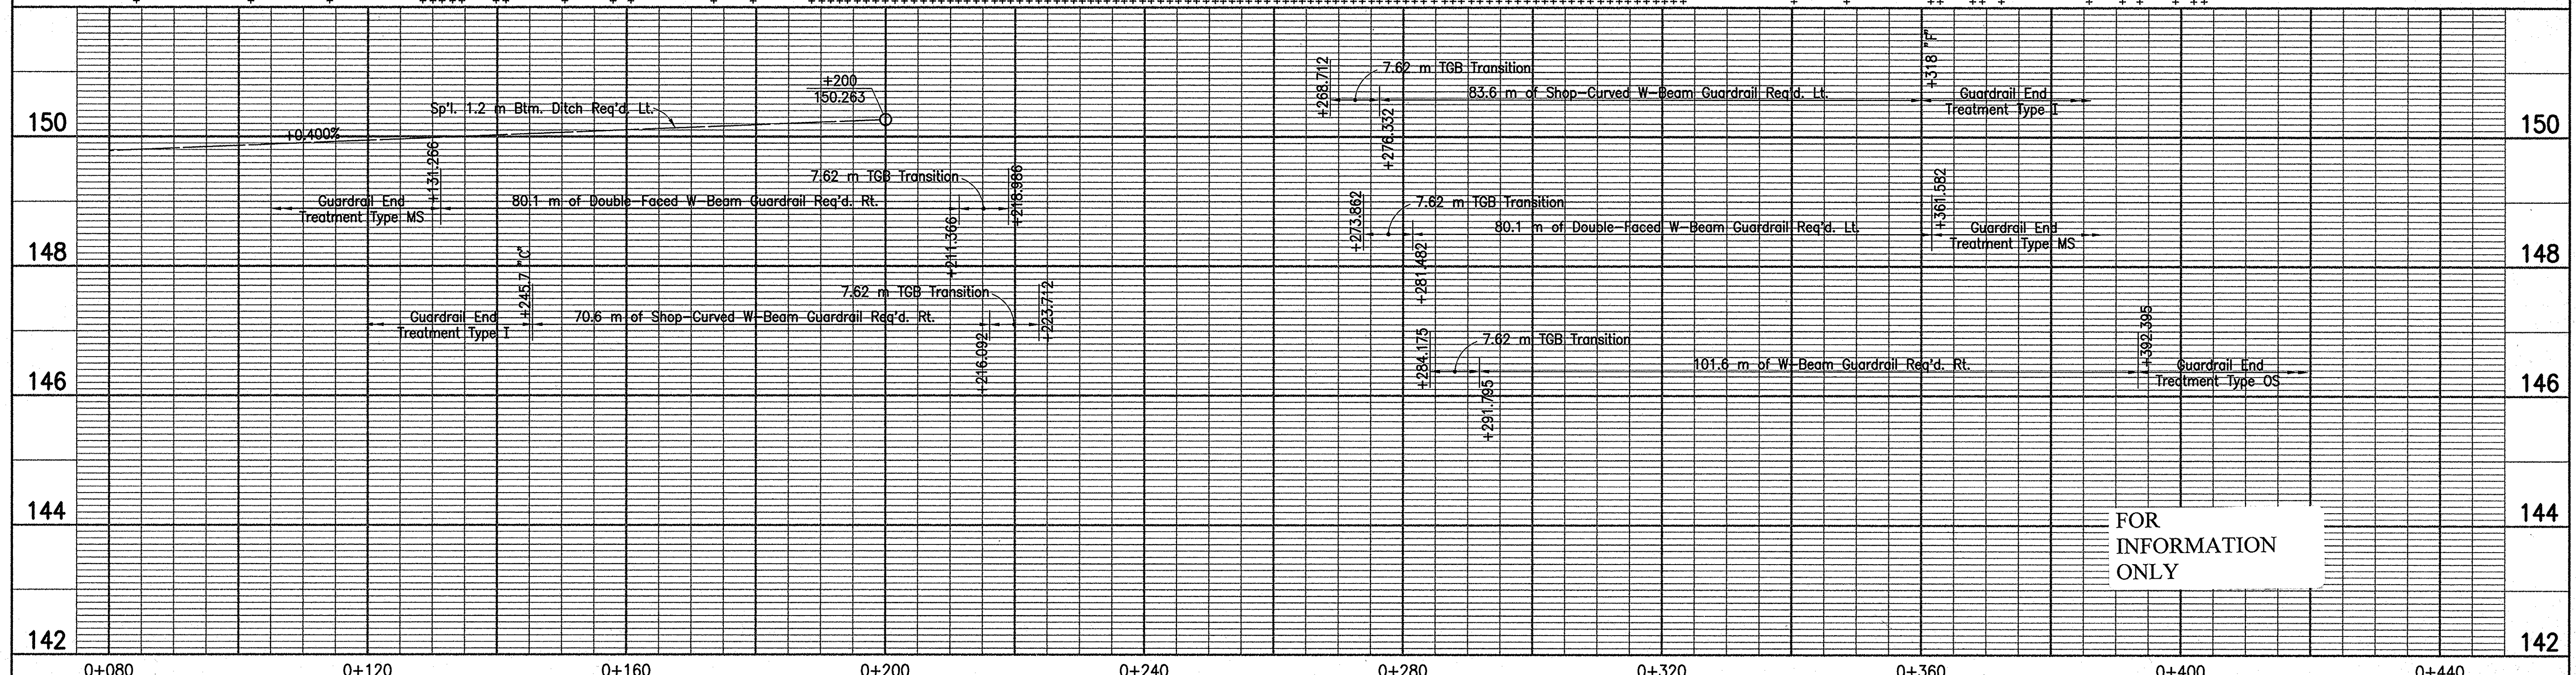 +318 "F"
+268.712
7.62 m TGB Transition
+200
150.263
83.6 m of Shop-Curved W-Beam Guardrail Req'd. Lt.
Guardrail End
Treatment Type I
Sp'l. 1.2 m Btm. Ditch Req'd. Lt.
+276.332
150
+0.400%
150
+131.266
7.62 m TGB Transition
+218.986
Guardrail End
Treatment Type MS
80.1 m of Double-Faced W-Beam Guardrail Req'd. Rt.
+211.366
+273.862
7.62 m TGB Transition
+361.582
80.1 m of Double-Faced W-Beam Guardrail Req'd. Lt.
Guardrail End
Treatment Type MS
+281.482
148
148
+245.7 "C"
7.62 m TGB Transition
+223.712
Guardrail End
Treatment Type I
70.6 m of Shop-Curved W-Beam Guardrail Req'd. Rt.
+216.092
+284.175
7.62 m TGB Transition
+392.395
101.6 m of W-Beam Guardrail Req'd. Rt.
Guardrail End
Treatment Type OS
+291.795
146
146
144
144
FOR
INFORMATION
ONLY
142
142
0+080 0+120 0+160 0+200 0+240 0+280 0+320 0+360 0+400 0+440